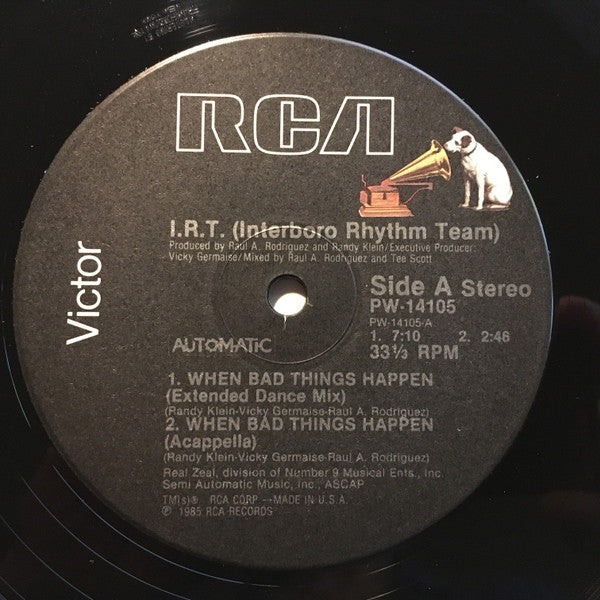 RCA
Victor
I.R.T. (Interboro Rhythm Team)
Produced by Raul A. Rodriguez and Randy Klein/Executive Producer:
Vicky Germaise/Mixed by Raul A. Rodriguez and Tee Scott
Side A Stereo
PW-14105
PW-14105-A
1. 7:10 2. 2:46
33⅓ RPM
AUTOMATIC
1. WHEN BAD THINGS HAPPEN
(Extended Dance Mix)
(Randy Klein-Vicky Germaise-Raul A. Rodriguez)
2. WHEN BAD THINGS HAPPEN
(Acappella)
(Randy Klein-Vicky Germaise-Raul A. Rodriguez)
Real Zeal, division of Number 9 Musical Ents., Inc.
Semi Automatic Music, Inc., ASCAP
TM(s)® RCA CORP —MADE IN U.S.A.
℗ 1985 RCA RECORDS